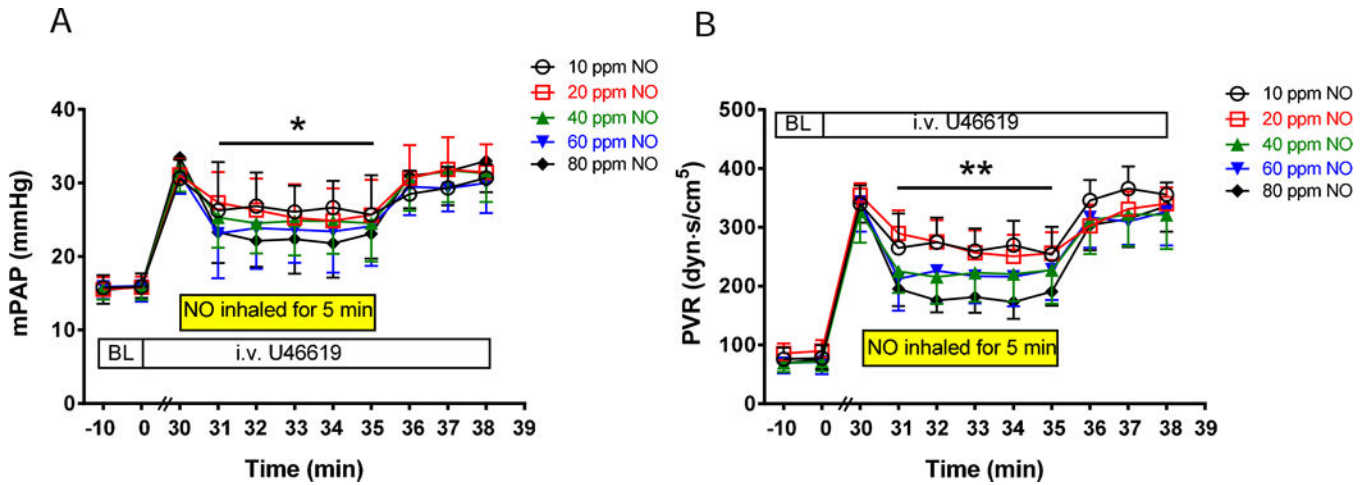 A
10 ppm NO
20 ppm NO
40 ppm NO
60 ppm NO
80 ppm NO
mPAP (mmHg)
40
30
20
10
0
*
NO inhaled for 5 min
BL
i.v. U46619
-10 0 30 31 32 33 34 35 36 37 38 39
Time (min)
B
10 ppm NO
20 ppm NO
40 ppm NO
60 ppm NO
80 ppm NO
PVR (dyn·s/cm⁵)
500
400
300
200
100
0
BL
i.v. U46619
**
NO inhaled for 5 min
-10 0 30 31 32 33 34 35 36 37 38 39
Time (min)